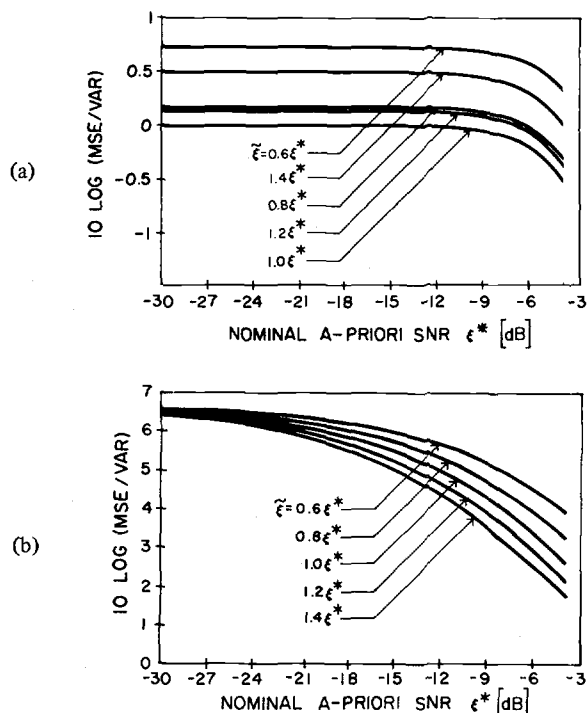 (a)
10 LOG (MSE/VAR)
1
0.5
0
-0.5
-1
ξ̃=0.6ξ*
1.4ξ*
0.8ξ*
1.2ξ*
1.0ξ*
-30 -27 -24 -21 -18 -15 -12 -9 -6 -3
NOMINAL A-PRIORI SNR ξ* [dB]
(b)
10 LOG (MSE/VAR)
7
6
5
4
3
2
1
0
ξ̃=0.6ξ*
0.8ξ*
1.0ξ*
1.2ξ*
1.4ξ*
-30 -27 -24 -21 -18 -15 -12 -9 -6 -3
NOMINAL A-PRIORI SNR ξ* [dB]